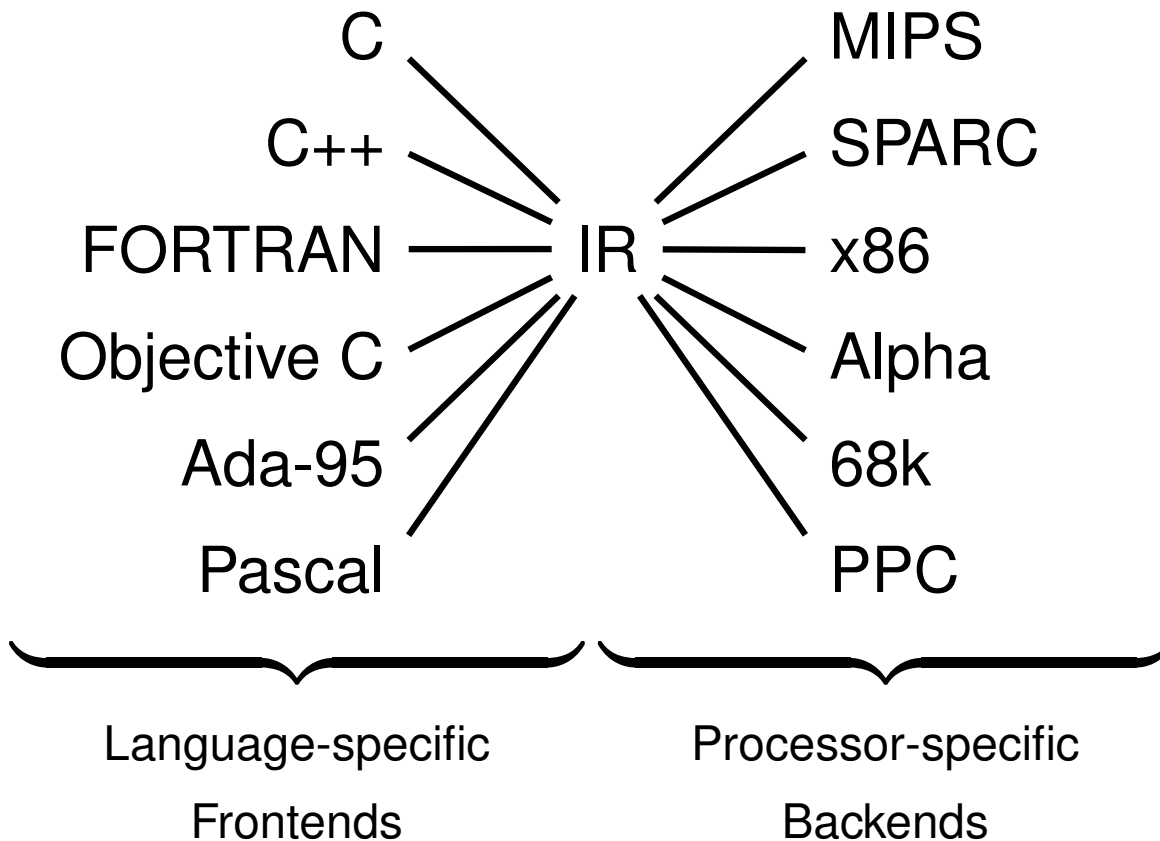 C
C++
FORTRAN
Objective C
Ada-95
Pascal
IR
MIPS
SPARC
x86
Alpha
68k
PPC
Language-specific
Frontends
Processor-specific
Backends